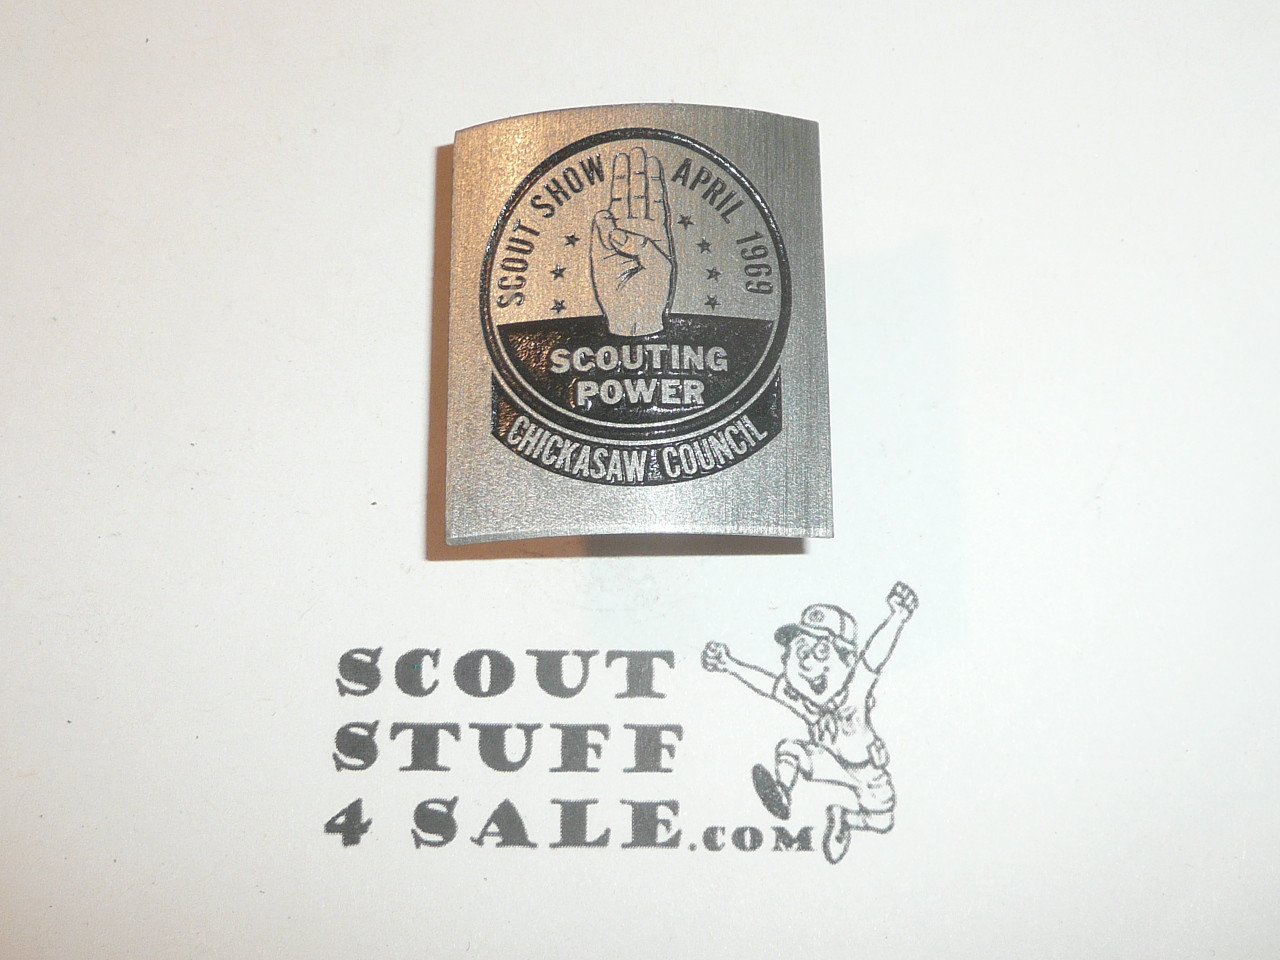 SCOUT SHOW APRIL 1969
SCOUTING
POWER
CHICKASAW COUNCIL
SCOUT
STUFF
4 SALE.COM